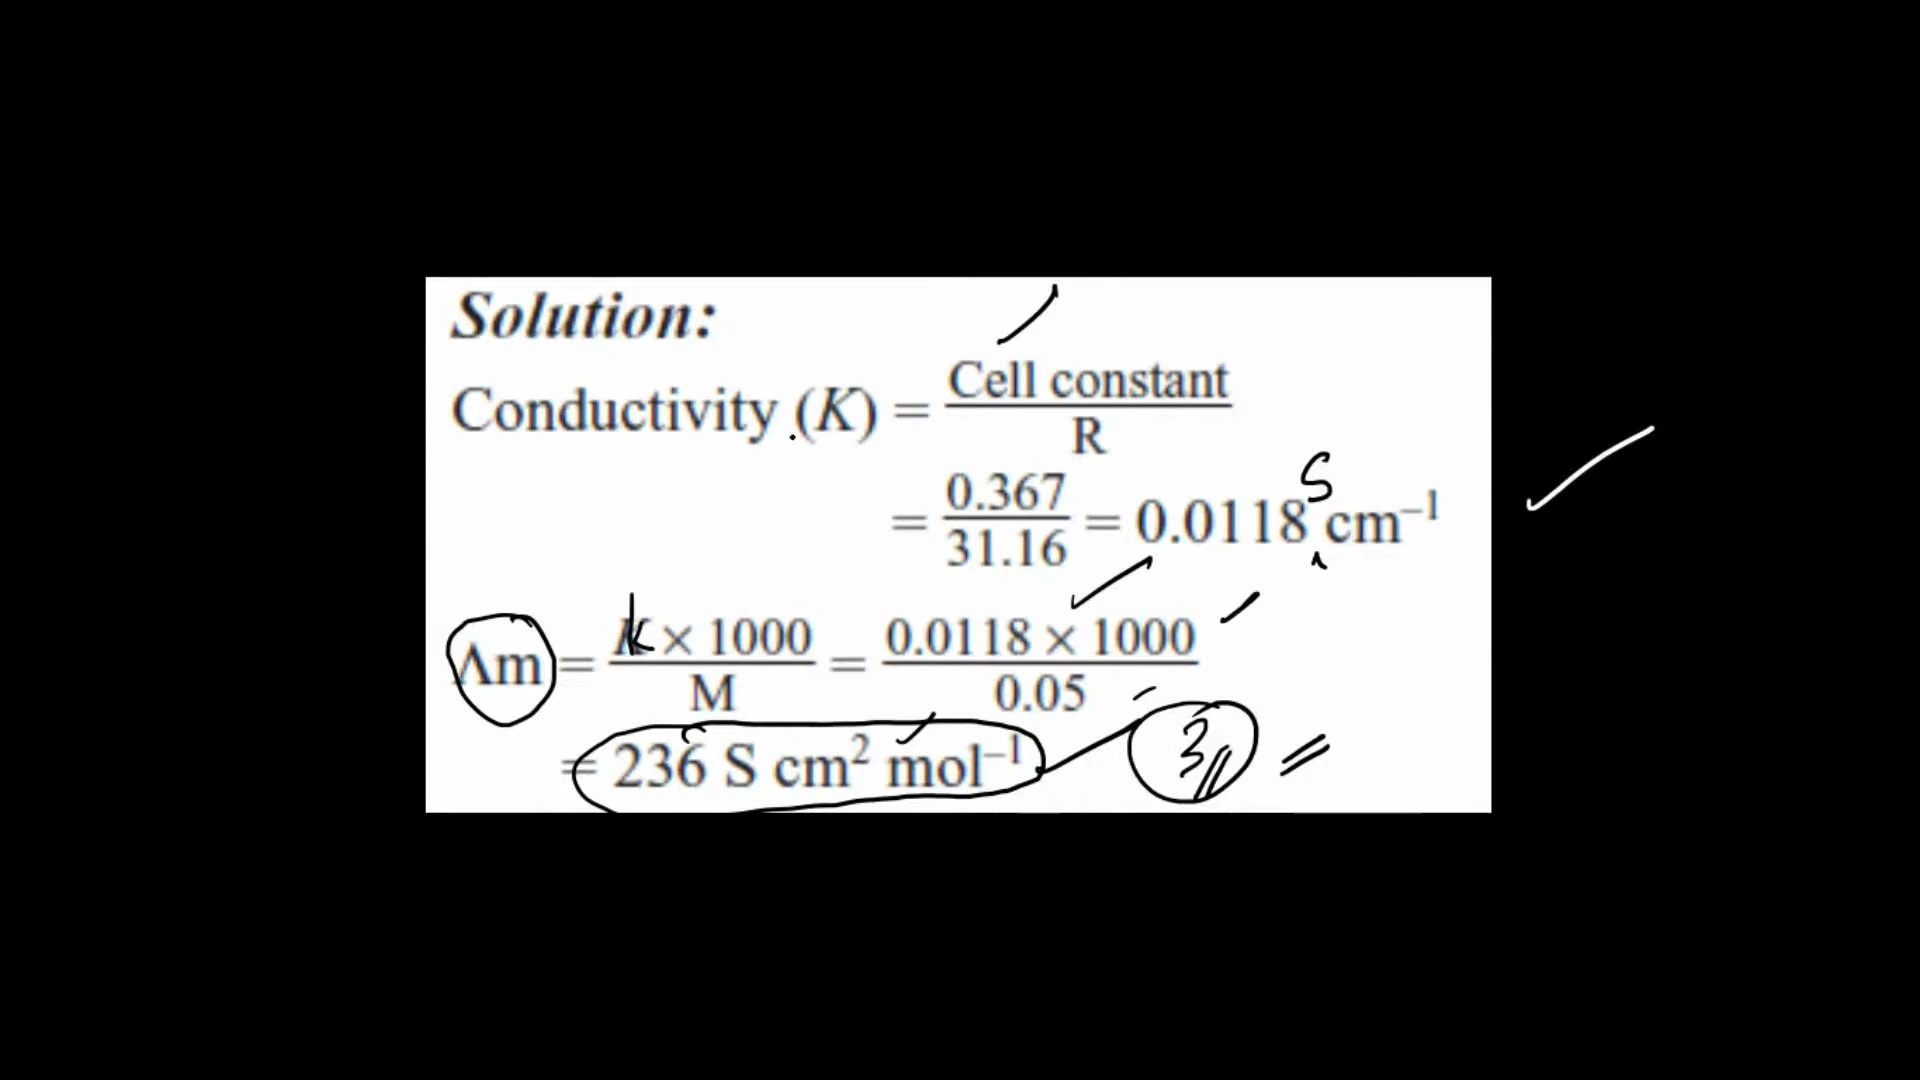 Solution:
Conductivity (K) = Cell constant / R
= 0.367 / 31.16 = 0.0118 S cm⁻¹
Λm = k × 1000 / M = 0.0118 × 1000 / 0.05
= 236 S cm² mol⁻¹ 3